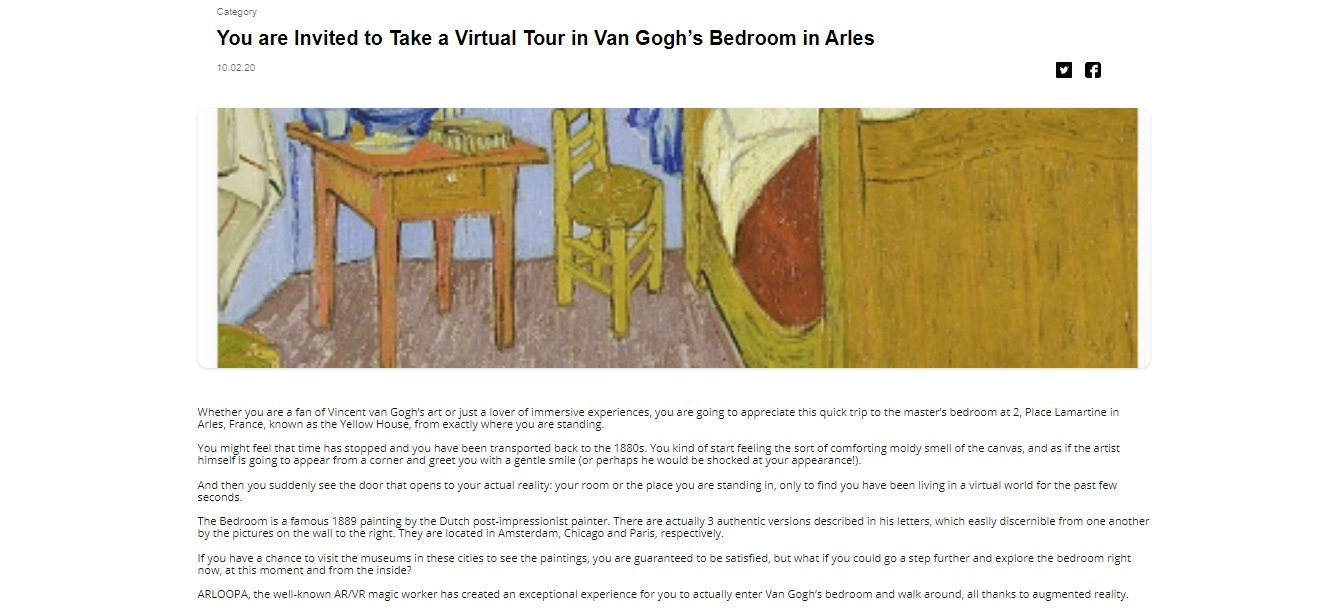 Category
You are Invited to Take a Virtual Tour in Van Gogh’s Bedroom in Arles
10.02.20
Whether you are a fan of Vincent van Gogh’s art or just a lover of immersive experiences, you are going to appreciate this quick trip to the master’s bedroom at 2, Place Lamartine in
Arles, France, known as the Yellow House, from exactly where you are standing.
You might feel that time has stopped and you have been transported back to the 1880s. You kind of start feeling the sort of comforting moldy smell of the canvas, and as if the artist
himself is going to appear from a corner and greet you with a gentle smile (or perhaps he would be shocked at your appearance!).
And then you suddenly see the door that opens to your actual reality: your room or the place you are standing in, only to find you have been living in a virtual world for the past few
seconds.
The Bedroom is a famous 1889 painting by the Dutch post-impressionist painter. There are actually 3 authentic versions described in his letters, which easily discernible from one another
by the pictures on the wall to the right. They are located in Amsterdam, Chicago and Paris, respectively.
If you have a chance to visit the museums in these cities to see the paintings, you are guaranteed to be satisfied, but what if you could go a step further and explore the bedroom right
now, at this moment and from the inside?
ARLOOPA, the well-known AR/VR magic worker has created an exceptional experience for you to actually enter Van Gogh’s bedroom and walk around, all thanks to augmented reality.